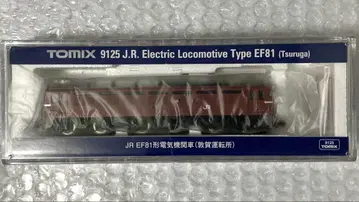 TOMIX 9125 J.R. Electric Locomotive Type EF81 (Tsuruga)
JR EF81形電気機関車(敦賀運転所)
9125
TOMIX